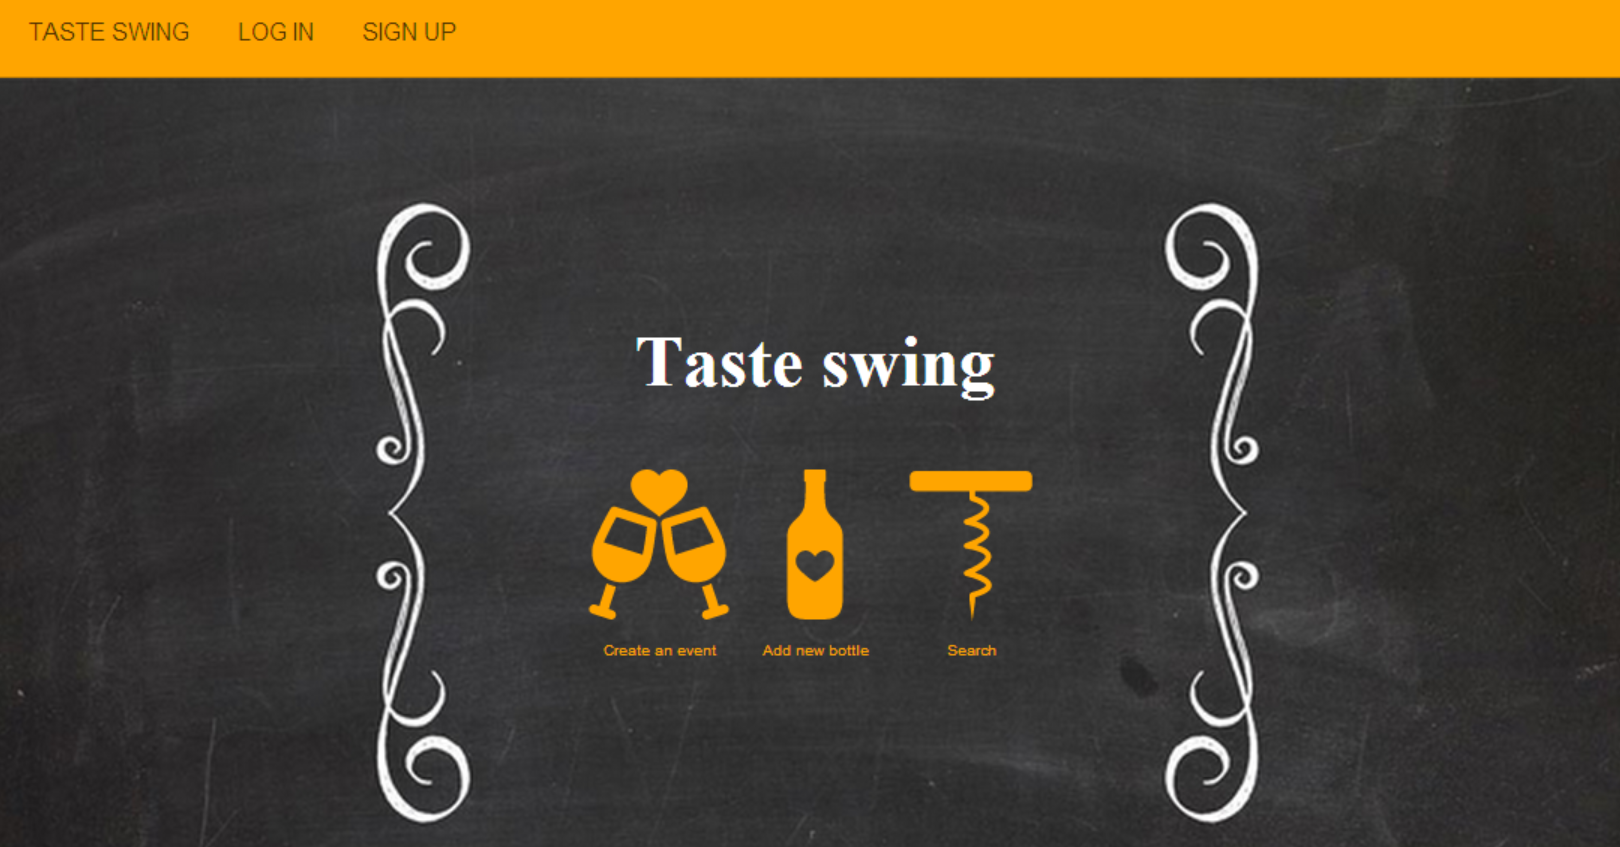 TASTE SWING LOG IN SIGN UP
Taste swing
Create an event Add new bottle Search